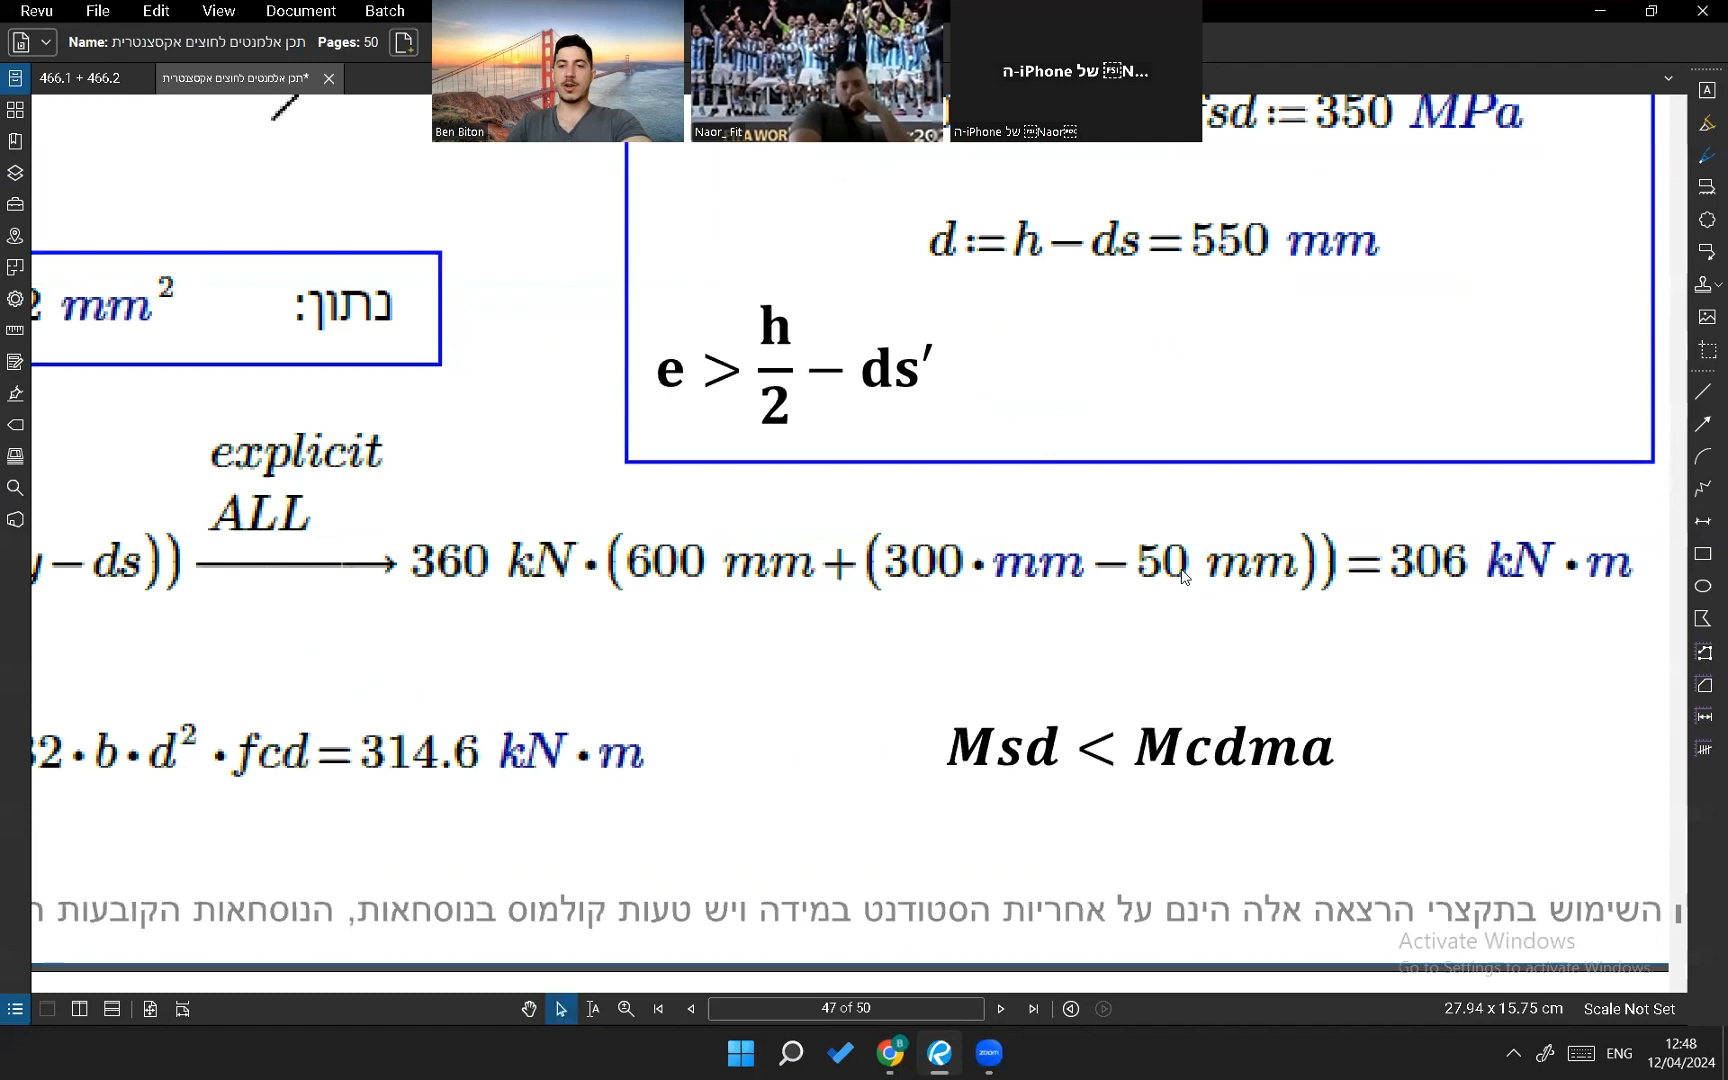 Revu File Edit View Document Batch
Name: תכן אלמנטים לחוצים אקסצנטרית Pages: 50
466.1 + 466.2
תכן אלמנטים לחוצים אקסצנטרית*
Ben Biton
Naor_Fit
ה-iPhone של N...
ה-iPhone של Naor
fsd := 350 MPa
d := h − ds = 550 mm
2 mm² נתון:
e > h/2 − ds′
explicit
ALL
y − ds)) → 360 kN · (600 mm + (300 · mm − 50 mm)) = 306 kN · m
32 · b · d² · fcd = 314.6 kN · m
Msd < Mcdma
השימוש בתקצרי הרצאה אלה הינם על אחריות הסטודנט במידה ויש טעות קולמוס בנוסחאות, הנוסחאות הקובעות
Activate Windows
Go to Settings to activate Windows.
47 of 50
27.94 x 15.75 cm Scale Not Set
zoom
ENG
12:48
12/04/2024